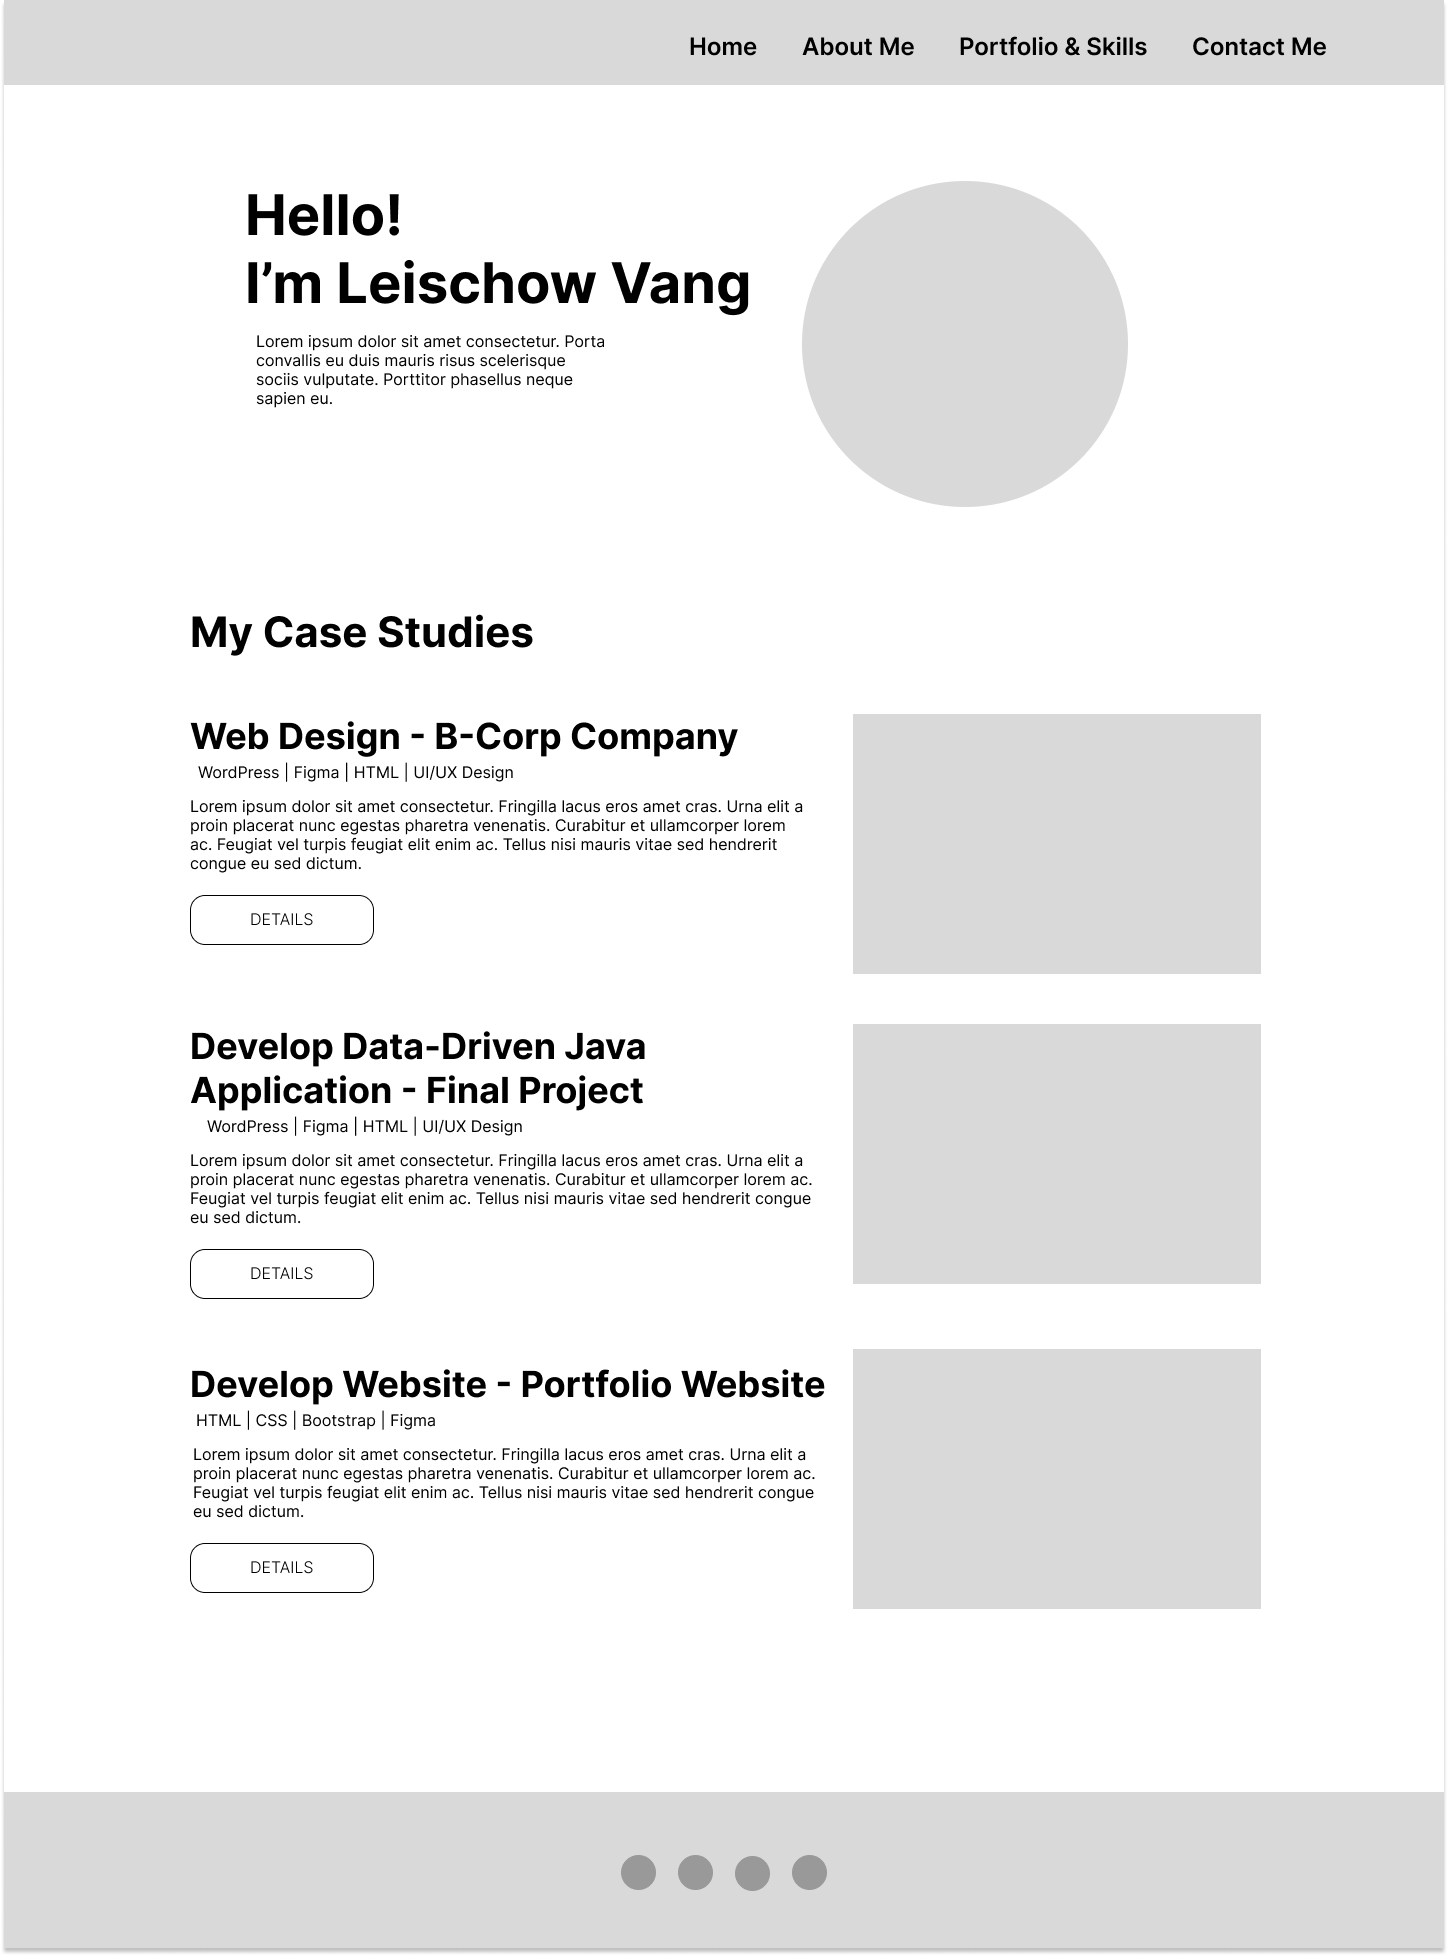 Home About Me Portfolio & Skills Contact Me
Hello!
I’m Leischow Vang
Lorem ipsum dolor sit amet consectetur. Porta
convallis eu duis mauris risus scelerisque
sociis vulputate. Porttitor phasellus neque
sapien eu.
My Case Studies
Web Design - B-Corp Company
WordPress | Figma | HTML | UI/UX Design
Lorem ipsum dolor sit amet consectetur. Fringilla lacus eros amet cras. Urna elit a
proin placerat nunc egestas pharetra venenatis. Curabitur et ullamcorper lorem
ac. Feugiat vel turpis feugiat elit enim ac. Tellus nisi mauris vitae sed hendrerit
congue eu sed dictum.
DETAILS
Develop Data-Driven Java
Application - Final Project
WordPress | Figma | HTML | UI/UX Design
Lorem ipsum dolor sit amet consectetur. Fringilla lacus eros amet cras. Urna elit a
proin placerat nunc egestas pharetra venenatis. Curabitur et ullamcorper lorem ac.
Feugiat vel turpis feugiat elit enim ac. Tellus nisi mauris vitae sed hendrerit congue
eu sed dictum.
DETAILS
Develop Website - Portfolio Website
HTML | CSS | Bootstrap | Figma
Lorem ipsum dolor sit amet consectetur. Fringilla lacus eros amet cras. Urna elit a
proin placerat nunc egestas pharetra venenatis. Curabitur et ullamcorper lorem ac.
Feugiat vel turpis feugiat elit enim ac. Tellus nisi mauris vitae sed hendrerit congue
eu sed dictum.
DETAILS